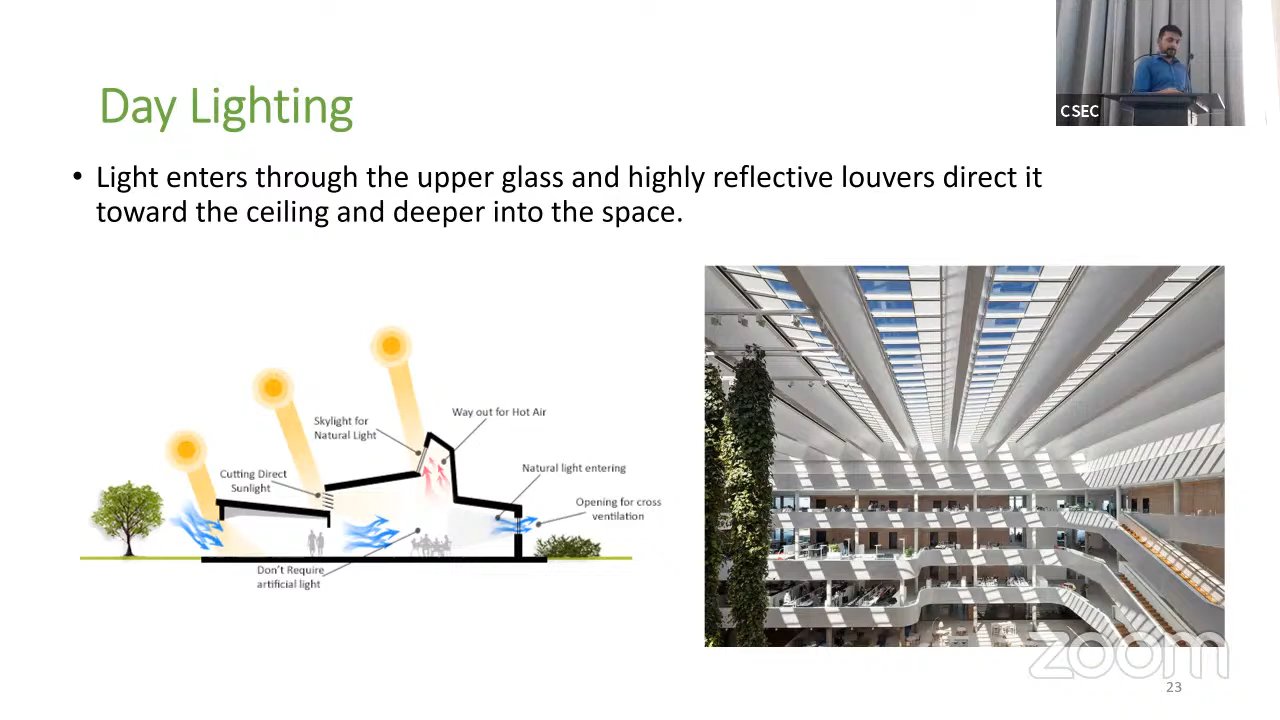 CSEC
Day Lighting
• Light enters through the upper glass and highly reflective louvers direct it
toward the ceiling and deeper into the space.
Skylight for
Natural Light
Way out for Hot Air
Cutting Direct
Sunlight
Natural light entering
Opening for cross
ventilation
Don't Require
artificial light
zoom
23